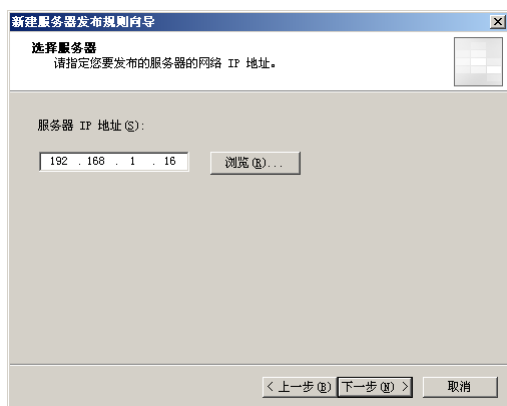 新建服务器发布规则向导
选择服务器
请指定您要发布的服务器的网络 IP 地址。
服务器 IP 地址(S):
192 . 168 . 1 . 16
浏览(R)...
< 上一步(B) 下一步(N) > 取消